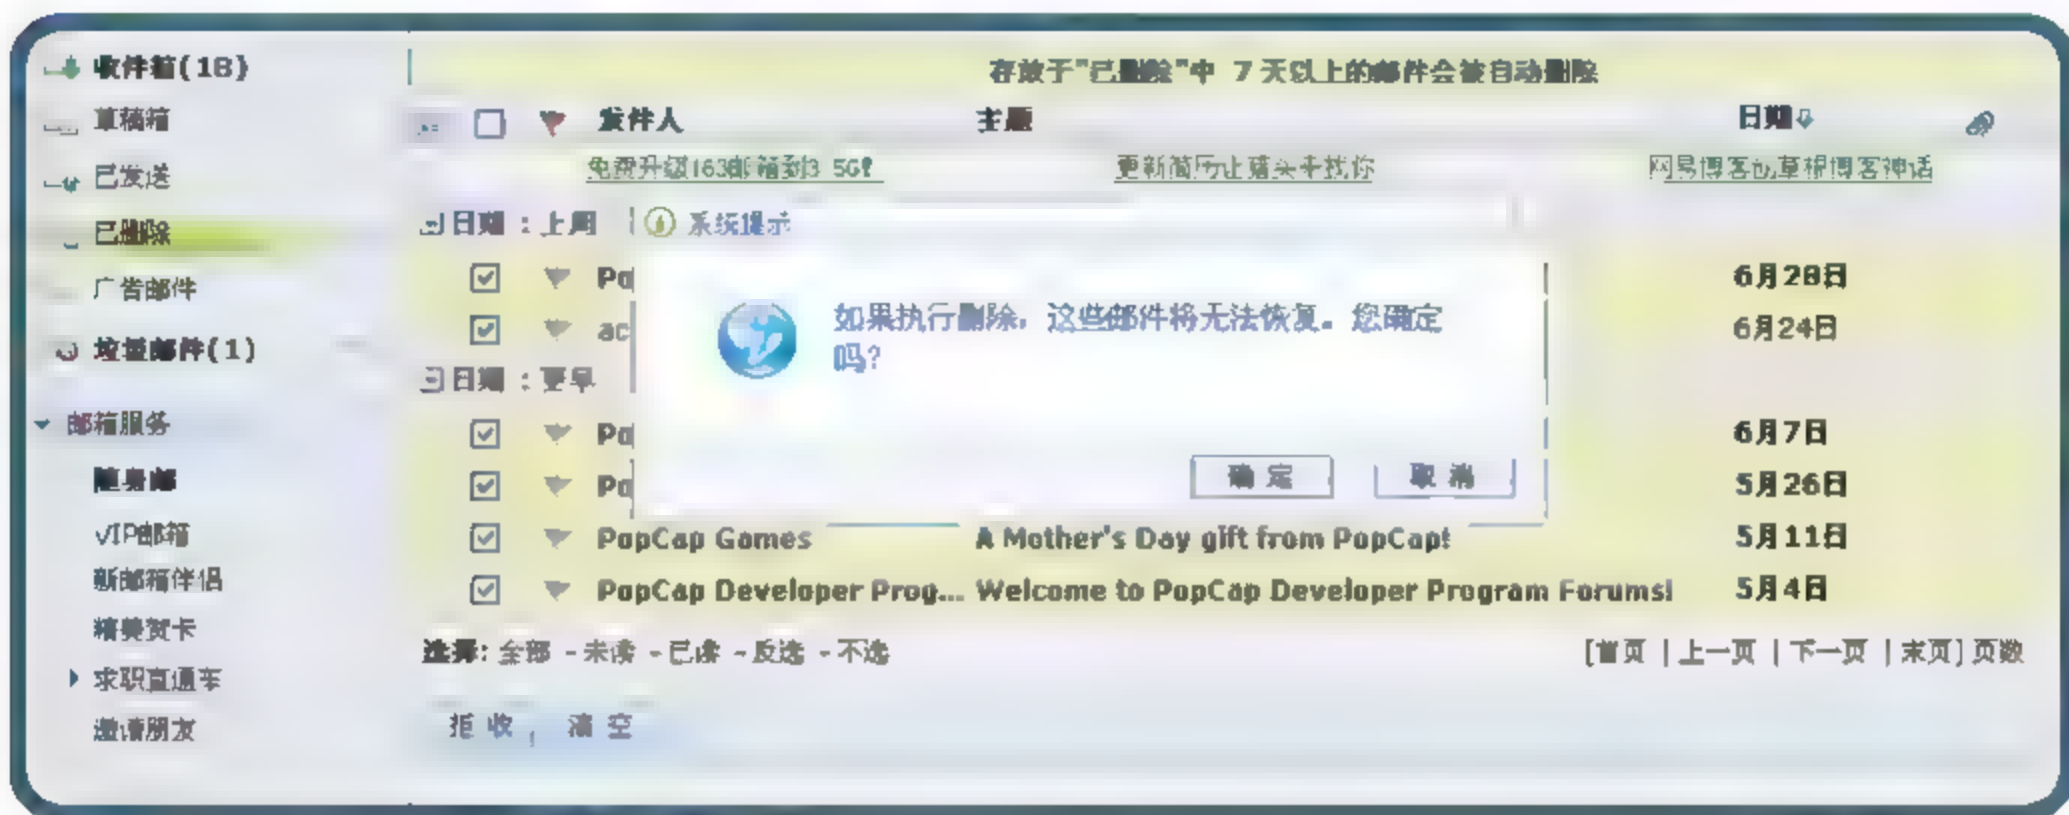 收件箱(18)
草稿箱
已发送
已删除
广告邮件
垃圾邮件(1)
邮箱服务
随身邮
VIP邮箱
新邮箱伴侣
精美贺卡
求职直通车
邀请朋友
存放于"已删除"中 7 天以上的邮件会被自动删除
发件人 主题 日期
免费升级163邮箱到3.5G! 更新简历让猎头来找你 网易博客的草根博客神话
日期:上周
系统提示
Po 6月28日
ac 6月24日
如果执行删除,这些邮件将无法恢复。您确定
吗?
日期:更早
Po 6月7日
Po 5月26日
确 定 取 消
PopCap Games A Mother's Day gift from PopCap! 5月11日
PopCap Developer Prog... Welcome to PopCap Developer Program Forums! 5月4日
选择: 全部 - 未读 - 已读 - 反选 - 不选 [首页 | 上一页 | 下一页 | 末页] 页数
拒 收 清 空